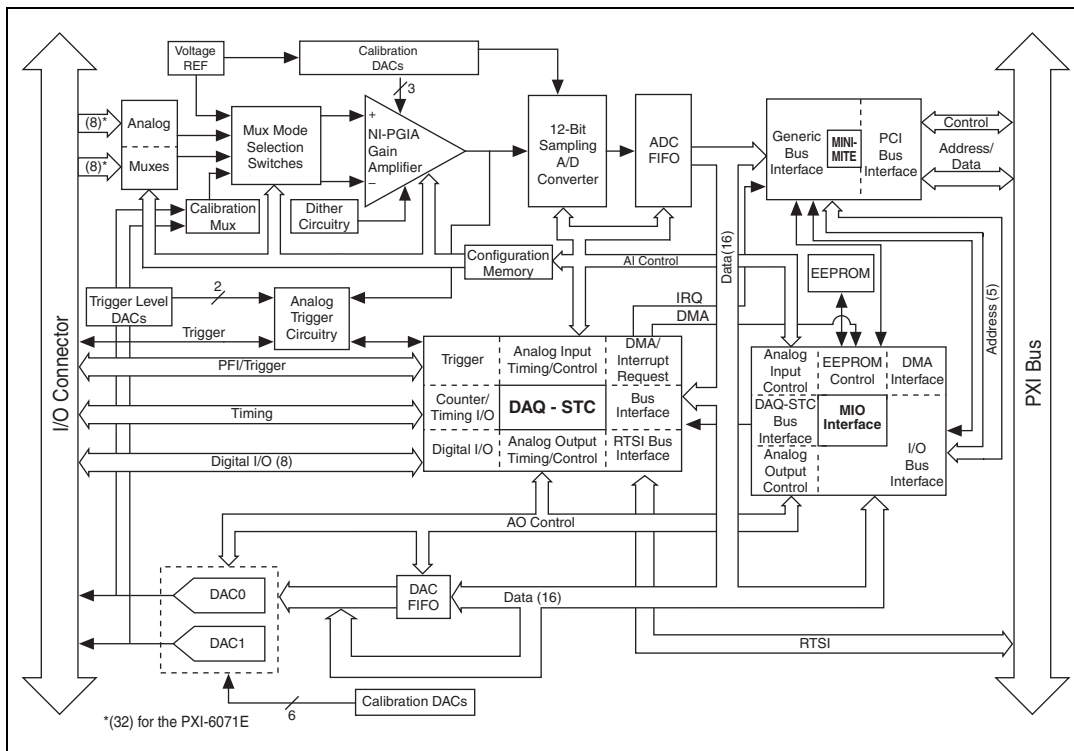 Voltage
REF
Calibration
DACs
3
(8)*
(8)*
Analog
Muxes
Mux Mode
Selection
Switches
+
NI-PGIA
Gain
Amplifier
–
12-Bit
Sampling
A/D
Converter
ADC
FIFO
Generic
Bus
Interface
MINI-
MITE
PCI
Bus
Interface
Control
Address/
Data
Calibration
Mux
Dither
Circuitry
Configuration
Memory
AI Control
Data (16)
EEPROM
Address (5)
Trigger Level
DACs
2
Analog
Trigger
Circuitry
Trigger
IRQ
DMA
I/O Connector
PXI Bus
PFI/Trigger
Timing
Digital I/O (8)
Trigger
Analog Input
Timing/Control
DMA/
Interrupt
Request
Counter/
Timing I/O
DAQ - STC
Bus
Interface
Digital I/O
Analog Output
Timing/Control
RTSI Bus
Interface
Analog
Input
Control
EEPROM
Control
DMA
Interface
DAQ-STC
Bus
Interface
MIO
Interface
Analog
Output
Control
I/O
Bus
Interface
AO Control
DAC0
DAC1
DAC
FIFO
Data (16)
RTSI
6
Calibration DACs
*(32) for the PXI-6071E